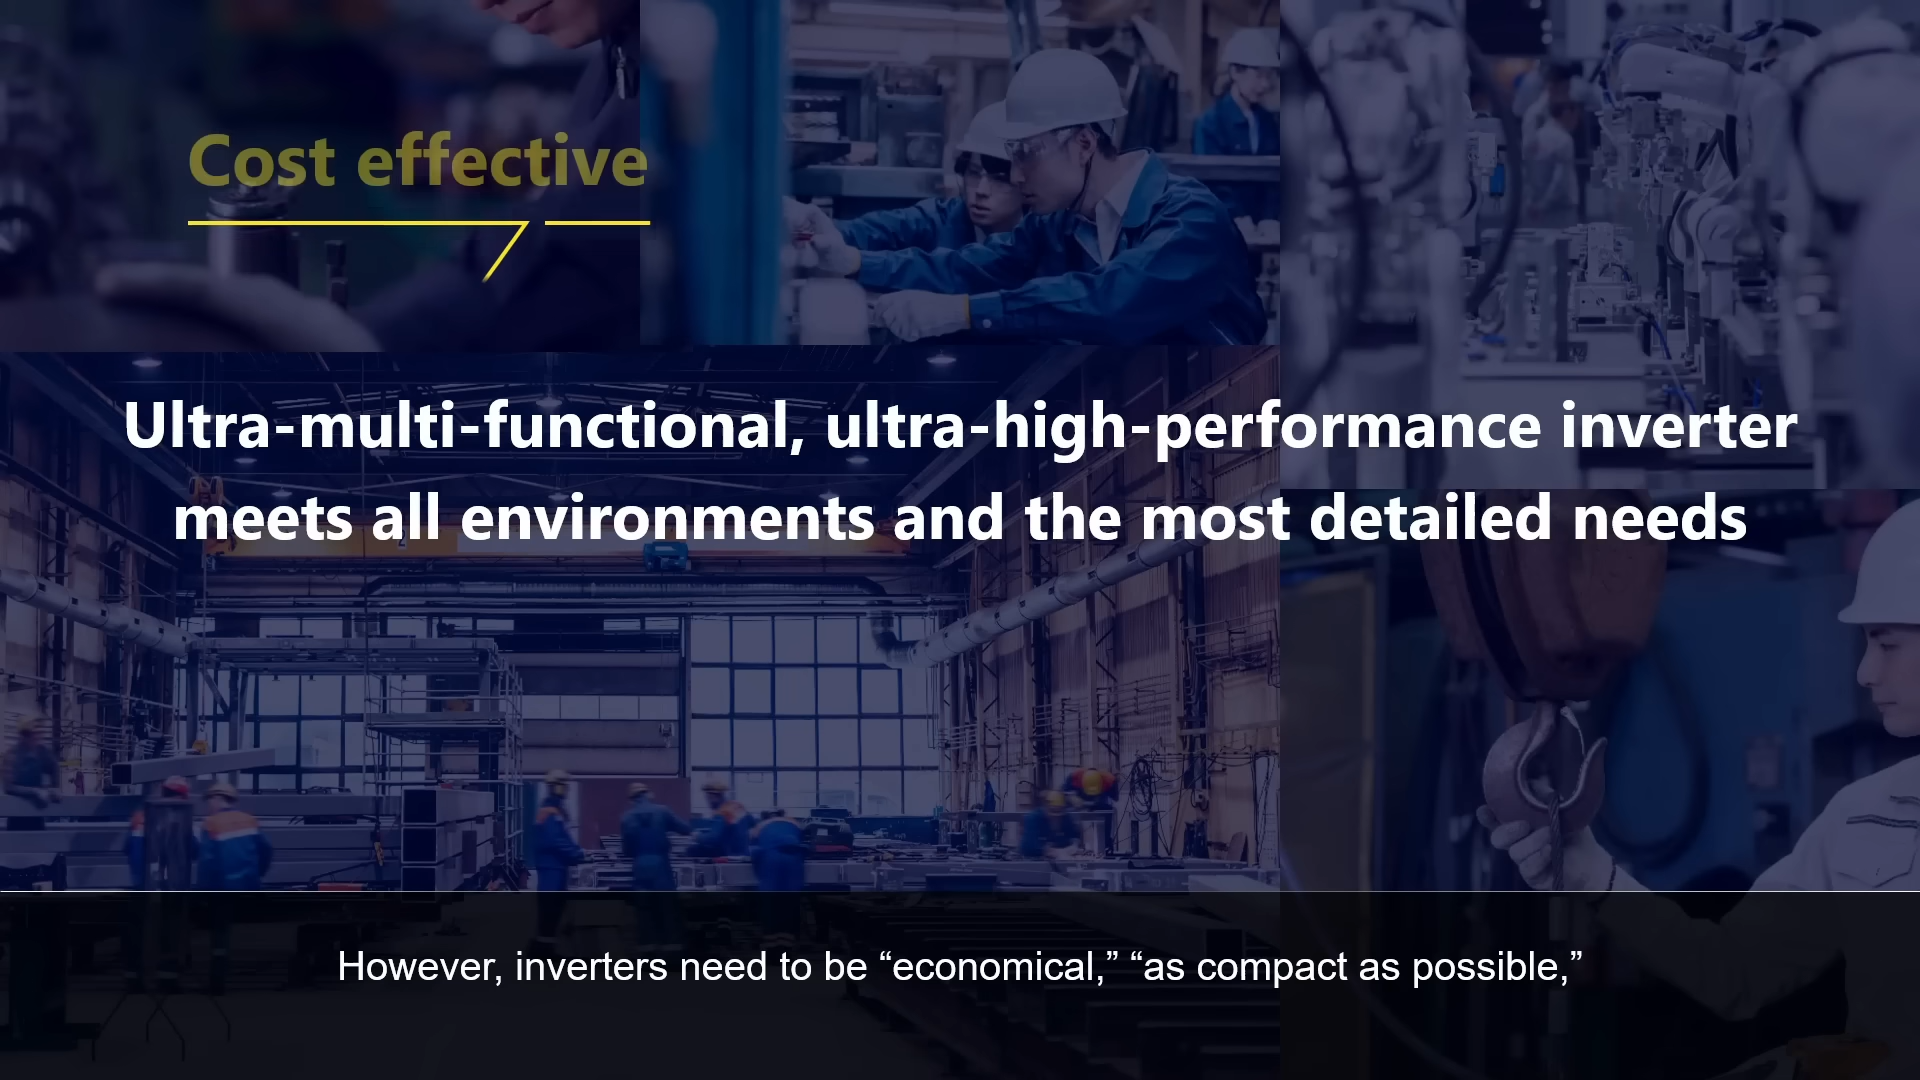 Cost effective
Ultra-multi-functional, ultra-high-performance inverter
meets all environments and the most detailed needs
However, inverters need to be “economical,” “as compact as possible,”